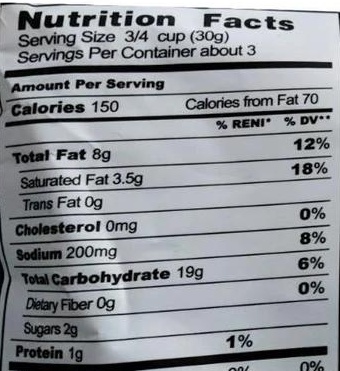 Nutrition Facts
Serving Size 3/4 cup (30g)
Servings Per Container about 3
Amount Per Serving
Calories 150 Calories from Fat 70
% RENI* % DV**
Total Fat 8g 12%
Saturated Fat 3.5g 18%
Trans Fat 0g
Cholesterol 0mg 0%
Sodium 200mg 8%
Total Carbohydrate 19g 6%
Dietary Fiber 0g 0%
Sugars 2g
Protein 1g 1%
0% 0%